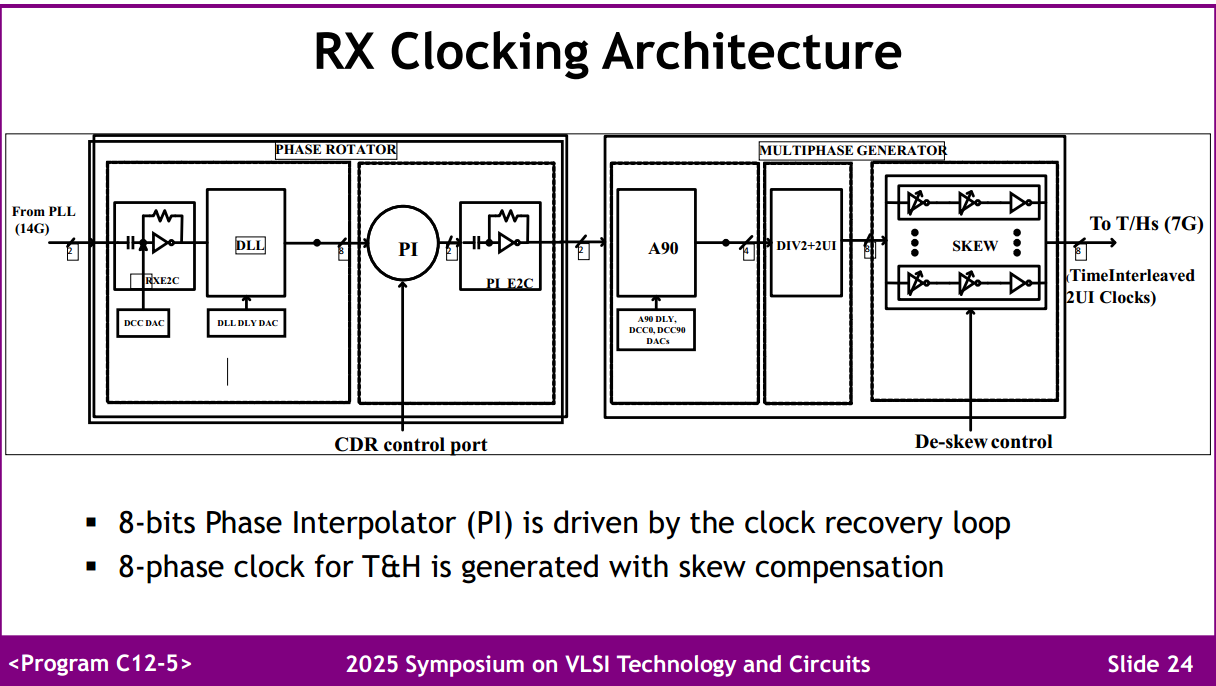 RX Clocking Architecture
PHASE ROTATOR
MULTIPHASE GENERATOR
From PLL
(14G)
2
RXE2C
DCC DAC
DLL
DLL DLY DAC
8
PI
2
PI_E2C
2
A90
A90 DLY,
DCC0, DCC90
DACs
4
DIV2+2UI
8
SKEW
8
To T/Hs (7G)
(TimeInterleaved
2UI Clocks)
CDR control port
De-skew control
▪ 8-bits Phase Interpolator (PI) is driven by the clock recovery loop
▪ 8-phase clock for T&H is generated with skew compensation
<Program C12-5>
2025 Symposium on VLSI Technology and Circuits
Slide 24